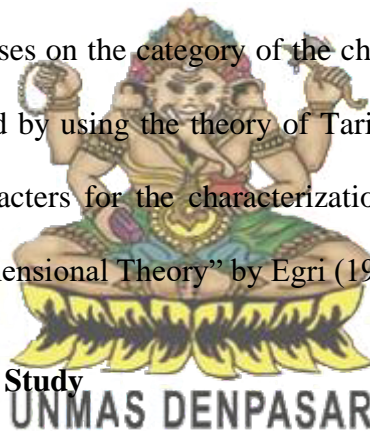 ses on the category of the ch
d by using the theory of Tari
acters for the characterizatio
ensional Theory” by Egri (19
Study
UNMAS DENPASAR